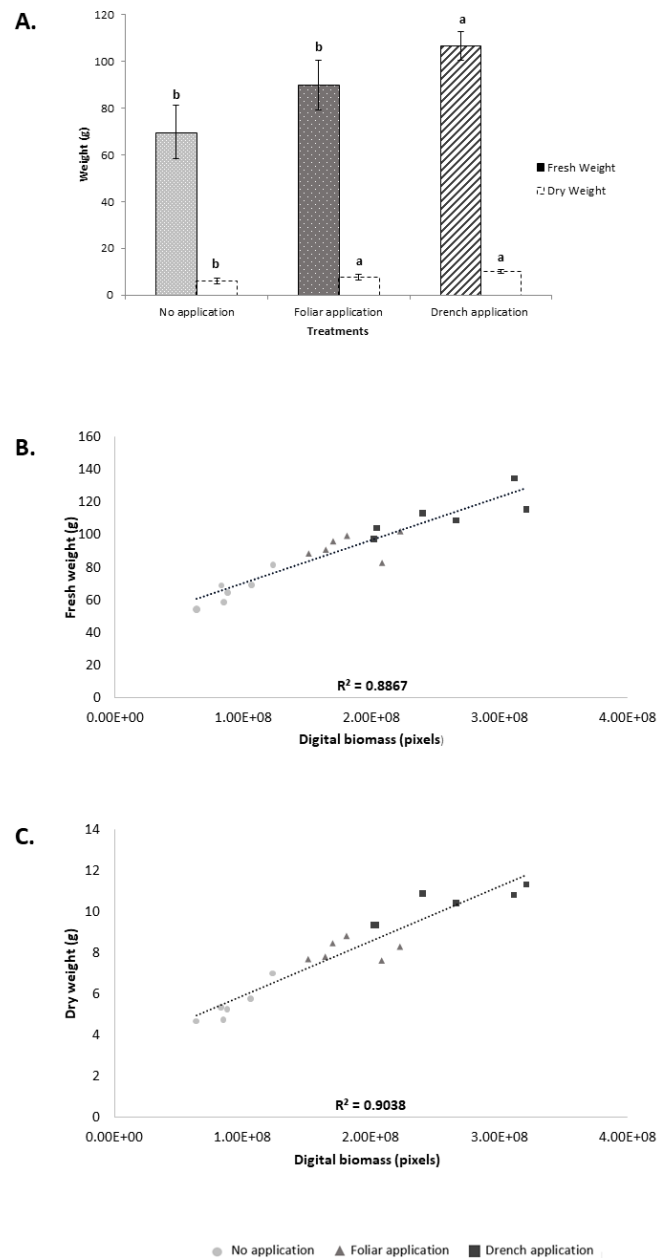 A.
120
100
80
60
40
20
0
Weight (g)
b
b
b
a
a
a
Fresh Weight
Dry Weight
No application
Foliar application
Drench application
Treatments
B.
160
140
120
100
80
60
40
20
0
Fresh weight (g)
R² = 0.8867
0.00E+00
1.00E+08
2.00E+08
3.00E+08
4.00E+08
Digital biomass (pixels)
C.
14
12
10
8
6
4
2
0
Dry weight (g)
R² = 0.9038
0.00E+00
1.00E+08
2.00E+08
3.00E+08
4.00E+08
Digital biomass (pixels)
No application
Foliar application
Drench application